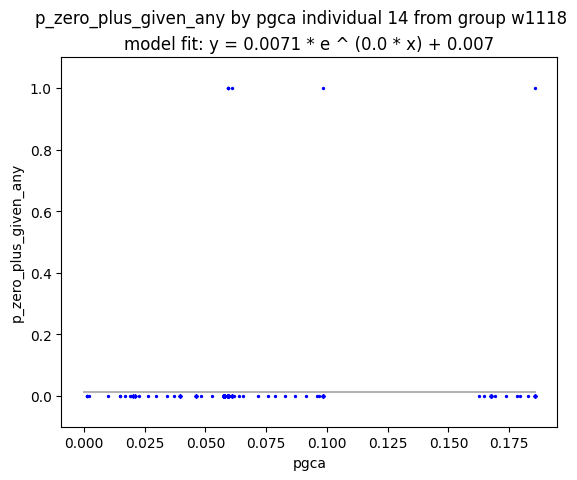 p_zero_plus_given_any by pgca individual 14 from group w1118
model fit: y = 0.0071 * e ^ (0.0 * x) + 0.007
1.0
0.8
0.6
0.4
0.2
0.0
p_zero_plus_given_any
0.000 0.025 0.050 0.075 0.100 0.125 0.150 0.175
pgca